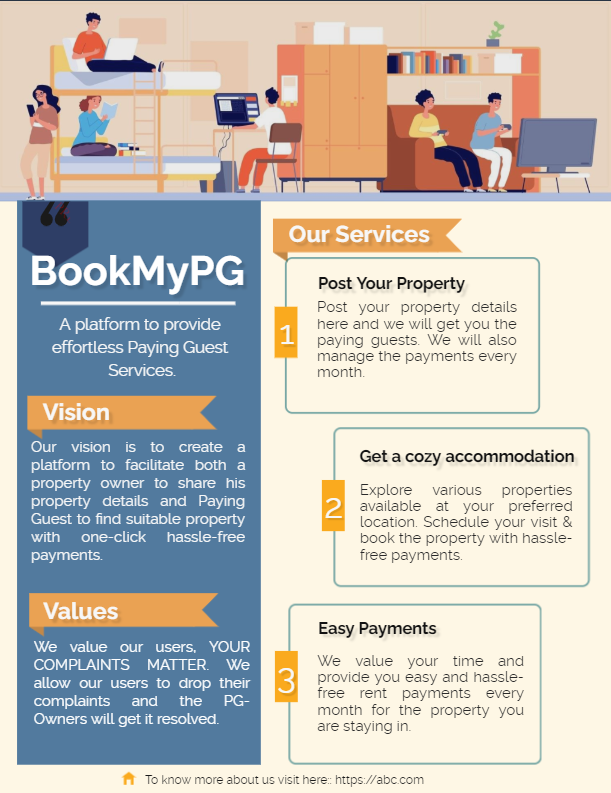 BookMyPG
A platform to provide
effortless Paying Guest
Services.
Vision
Our vision is to create a
platform to facilitate both a
property owner to share his
property details and Paying
Guest to find suitable property
with one-click hassle-free
payments.
Values
We value our users, YOUR
COMPLAINTS MATTER. We
allow our users to drop their
complaints and the PG-
Owners will get it resolved.
Our Services
1
Post Your Property
Post your property details
here and we will get you the
paying guests. We will also
manage the payments every
month.
2
Get a cozy accommodation
Explore various properties
available at your preferred
location. Schedule your visit &
book the property with hassle-
free payments.
3
Easy Payments
We value your time and
provide you easy and hassle-
free rent payments every
month for the property you
are staying in.
To know more about us visit here:: https://abc.com